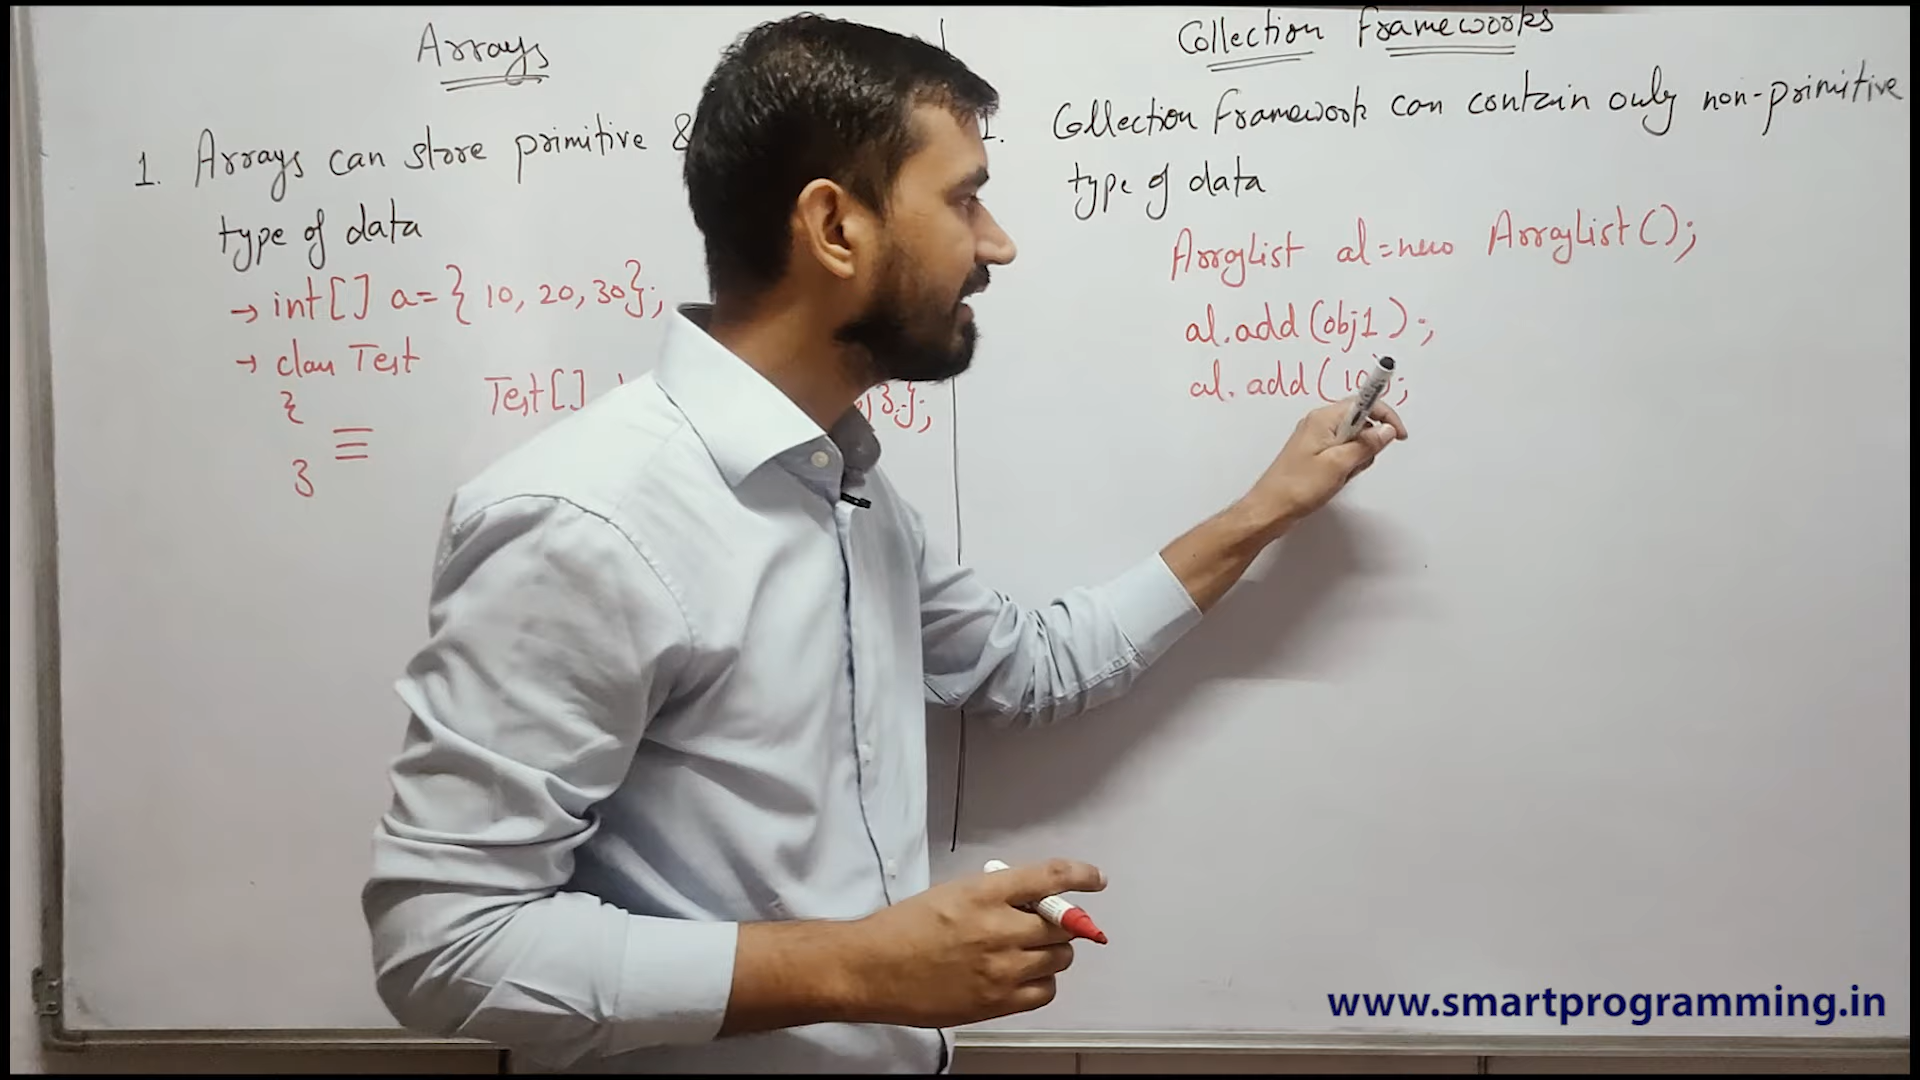 Arrays
1. Arrays can store primitive &
type of data
→ int[] a={10, 20, 30};
→ class Test
{
}
Test[]
3};
Collection Frameworks
1. Collection Framework can contain only non-primitive
type of data
ArrayList al=new ArrayList();
al.add(obj1);
al.add(10);
www.smartprogramming.in